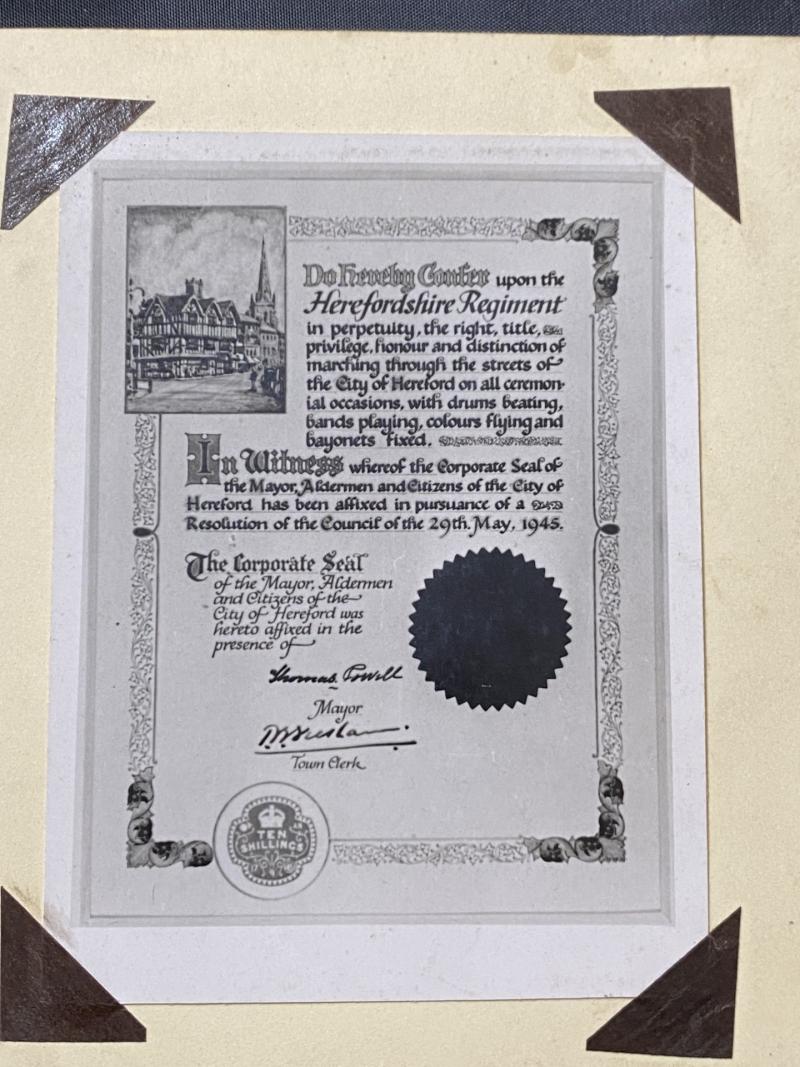 Do Hereby Confer upon the
Herefordshire Regiment
in perpetuity, the right, title,
privilege, honour and distinction of
marching through the streets of
the City of Hereford on all ceremon-
ial occasions, with drums beating,
bands playing, colours flying and
bayonets fixed.
In Witness whereof the Corporate Seal of
the Mayor, Aldermen and Citizens of the City of
Hereford has been affixed in pursuance of a
Resolution of the Council of the 29th. May, 1945.
The Corporate Seal
of the Mayor, Aldermen
and Citizens of the
City of Hereford was
hereto affixed in the
presence of
Thomas Powell
Mayor
Town Clerk
TEN
SHILLINGS